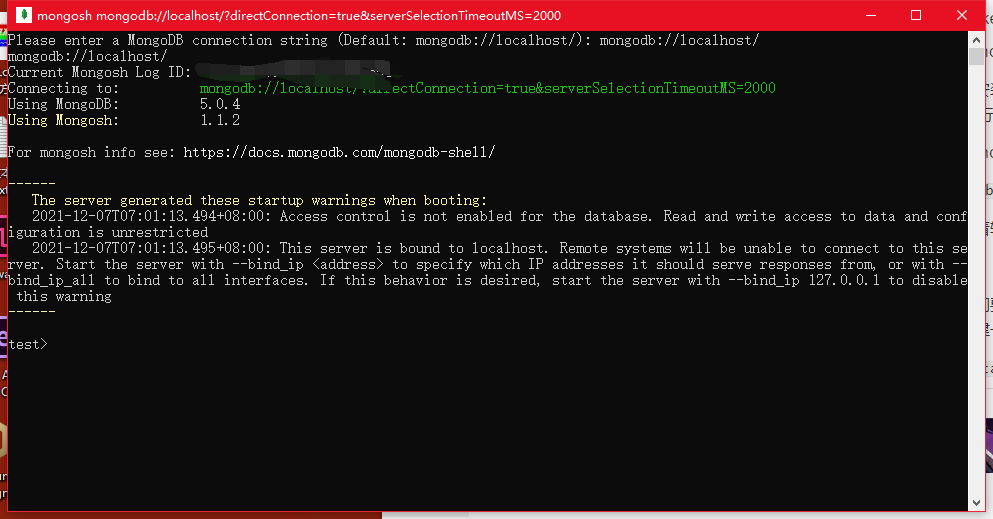 mongosh mongodb://localhost/?directConnection=true&serverSelectionTimeoutMS=2000
Please enter a MongoDB connection string (Default: mongodb://localhost/): mongodb://localhost/
mongodb://localhost/
Current Mongosh Log ID:
Connecting to: mongodb://localhost/?directConnection=true&serverSelectionTimeoutMS=2000
Using MongoDB: 5.0.4
Using Mongosh: 1.1.2
For mongosh info see: https://docs.mongodb.com/mongodb-shell/
------
The server generated these startup warnings when booting:
2021-12-07T07:01:13.494+08:00: Access control is not enabled for the database. Read and write access to data and conf
iguration is unrestricted
2021-12-07T07:01:13.495+08:00: This server is bound to localhost. Remote systems will be unable to connect to this se
rver. Start the server with --bind_ip <address> to specify which IP addresses it should serve responses from, or with --
bind_ip_all to bind to all interfaces. If this behavior is desired, start the server with --bind_ip 127.0.0.1 to disable
this warning
------
test>